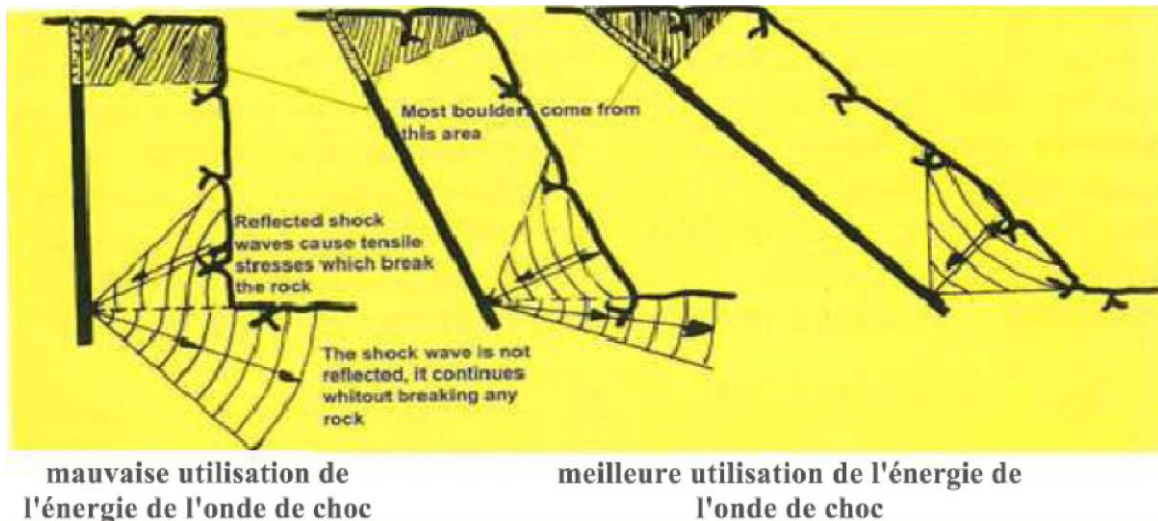 Most boulders come from
this area
Reflected shock
waves cause tensile
stresses which break
the rock
The shock wave is not
reflected, it continues
whitout breaking any
rock
mauvaise utilisation de
l'énergie de l'onde de choc
meilleure utilisation de l'énergie de
l'onde de choc